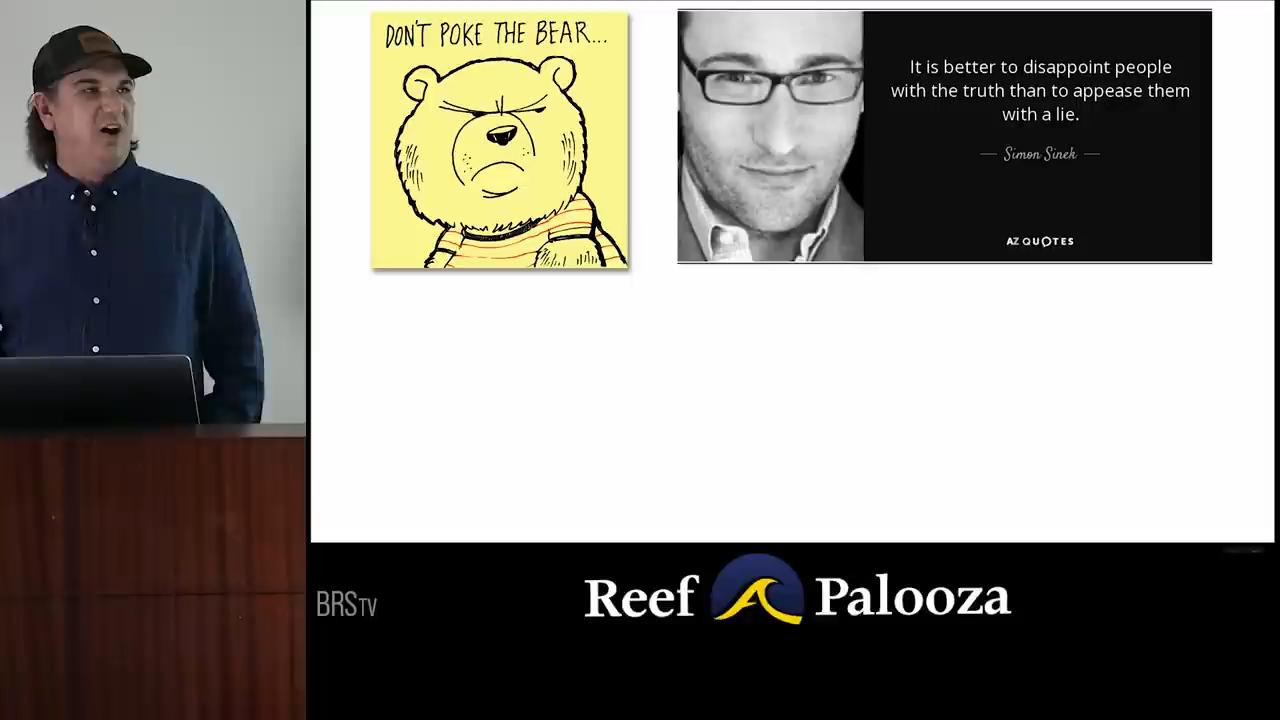 DON'T POKE THE BEAR...
It is better to disappoint people
with the truth than to appease them
with a lie.
— Simon Sinek —
AZ QUOTES
BRSTV
Reef Palooza